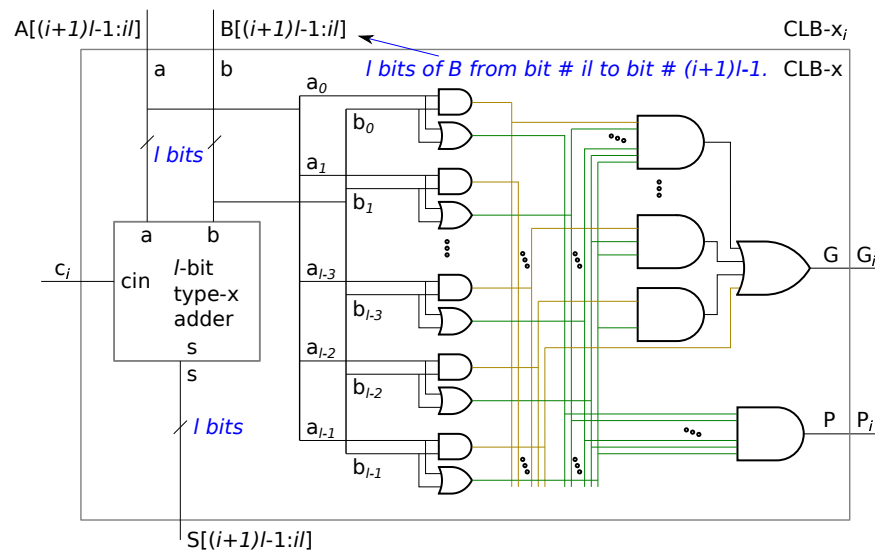 A[(i+1)l-1:il]
B[(i+1)l-1:il]
CLB-xᵢ
a
b
l bits of B from bit # il to bit # (i+1)l-1.
CLB-x
a₀
b₀
l bits
a₁
b₁
a b
cᵢ
cin
l-bit
type-x
adder
s
s
aₗ₋₃
bₗ₋₃
G
Gᵢ
aₗ₋₂
bₗ₋₂
l bits
aₗ₋₁
bₗ₋₁
P
Pᵢ
S[(i+1)l-1:il]